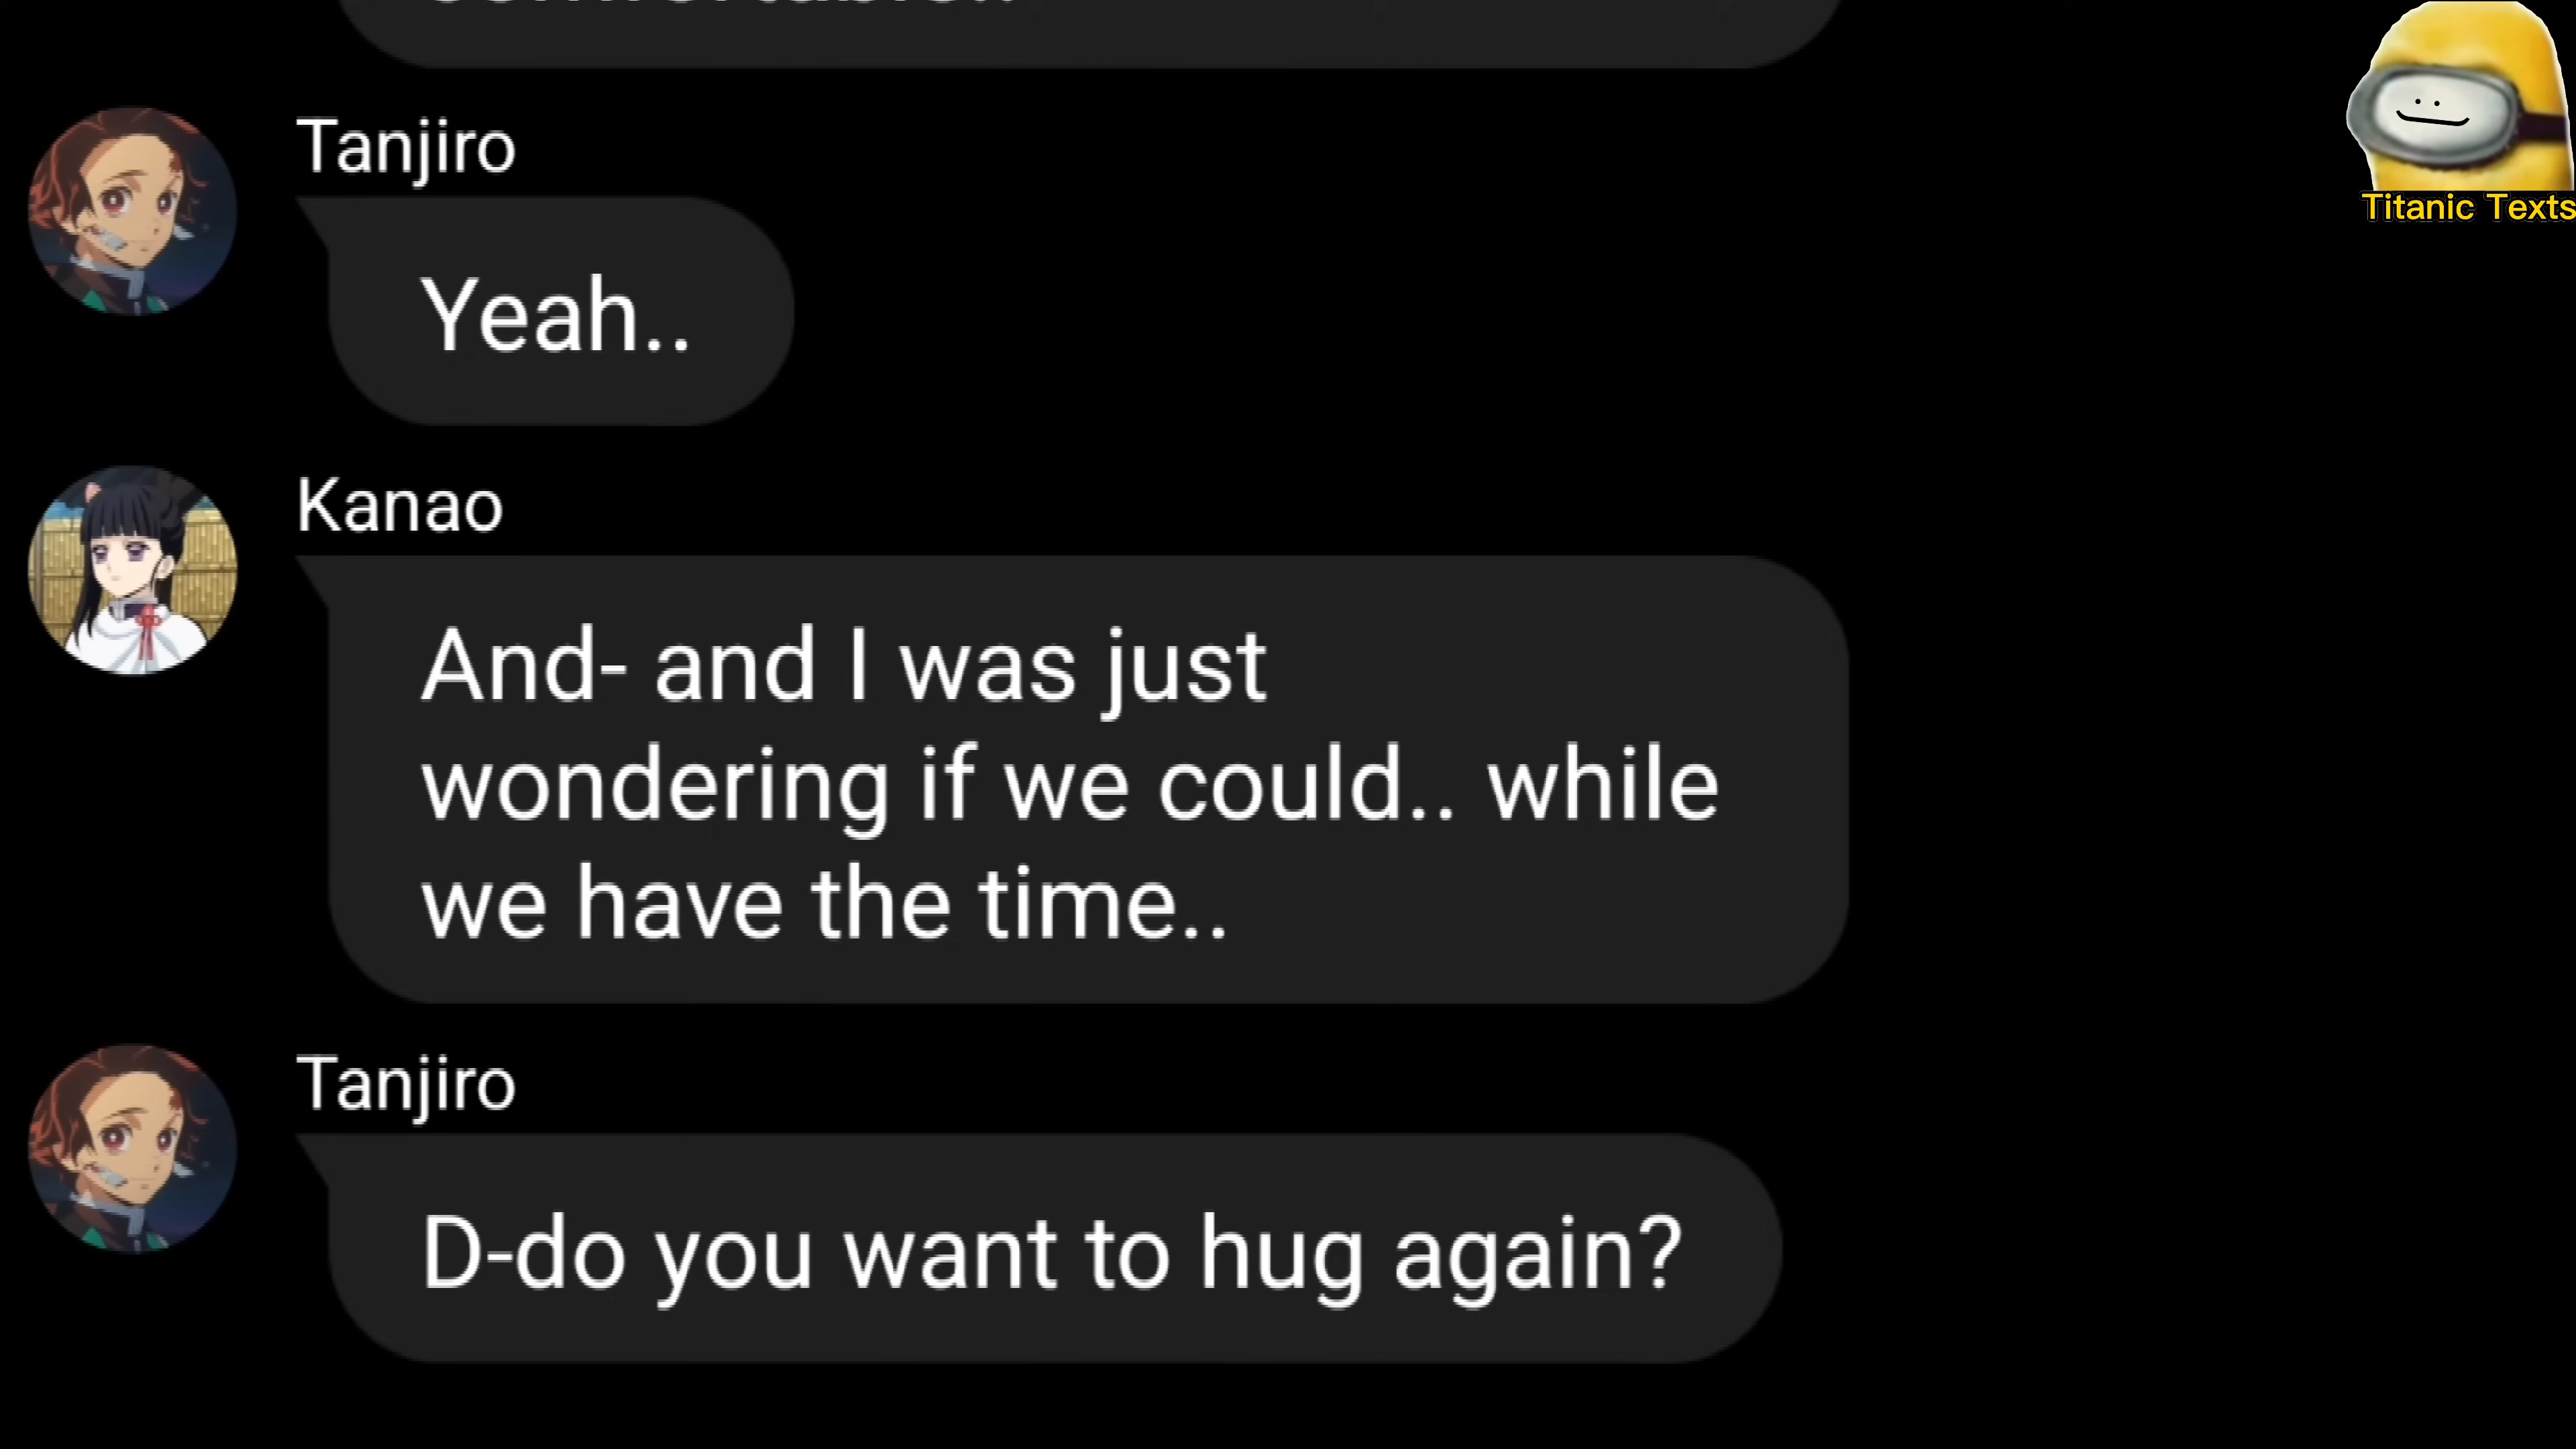 Tanjiro
Titanic Texts
Yeah..
Kanao
And- and I was just
wondering if we could.. while
we have the time..
Tanjiro
D-do you want to hug again?